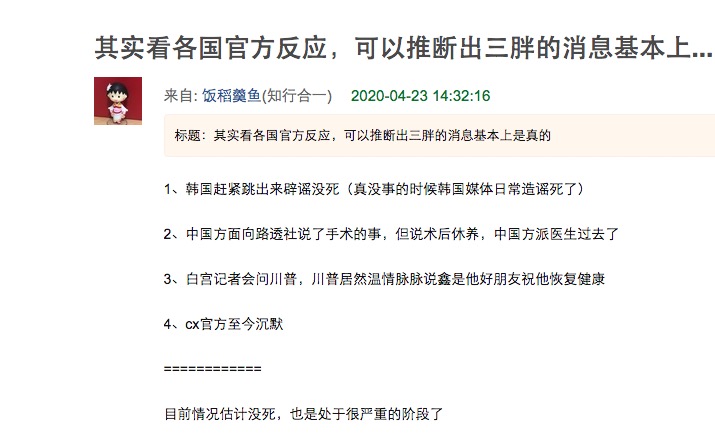 其实看各国官方反应，可以推断出三胖的消息基本上...
来自: 饭稻羹鱼(知行合一) 2020-04-23 14:32:16
标题：其实看各国官方反应，可以推断出三胖的消息基本上是真的
1、韩国赶紧跳出来辟谣没死（真没事的时候韩国媒体日常造谣死了）
2、中国方面向路透社说了手术的事，但说术后休养，中国方派医生过去了
3、白宫记者会问川普，川普居然温情脉脉说鑫是他好朋友祝他恢复健康
4、cx官方至今沉默
============
目前情况估计没死，也是处于很严重的阶段了